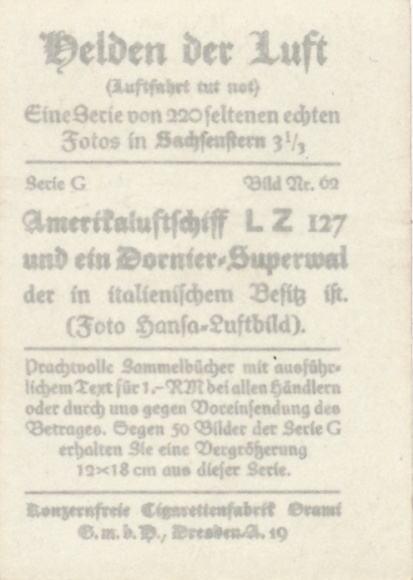 Helden der Luft
(Luftfahrt tut not)
Eine Serie von 220 seltenen echten
Fotos in Sachsenstern 3 1/3
Serie G Bild Nr. 62
Amerikaluftschiff LZ 127
und ein Dornier-Superwal
der in italienischem Besitz ist.
(Foto Hansa-Luftbild).
Prachtvolle Sammelbücher mit ausführ-
lichem Text für 1.-RM bei allen Händlern
oder durch uns gegen Voreinsendung des
Betrages. Gegen 50 Bilder der Serie G
erhalten Sie eine Vergrößerung
12×18 cm aus dieser Serie.
Konzernfreie Cigarettenfabrik Orami
G.m.b.H., Dresden-A. 19